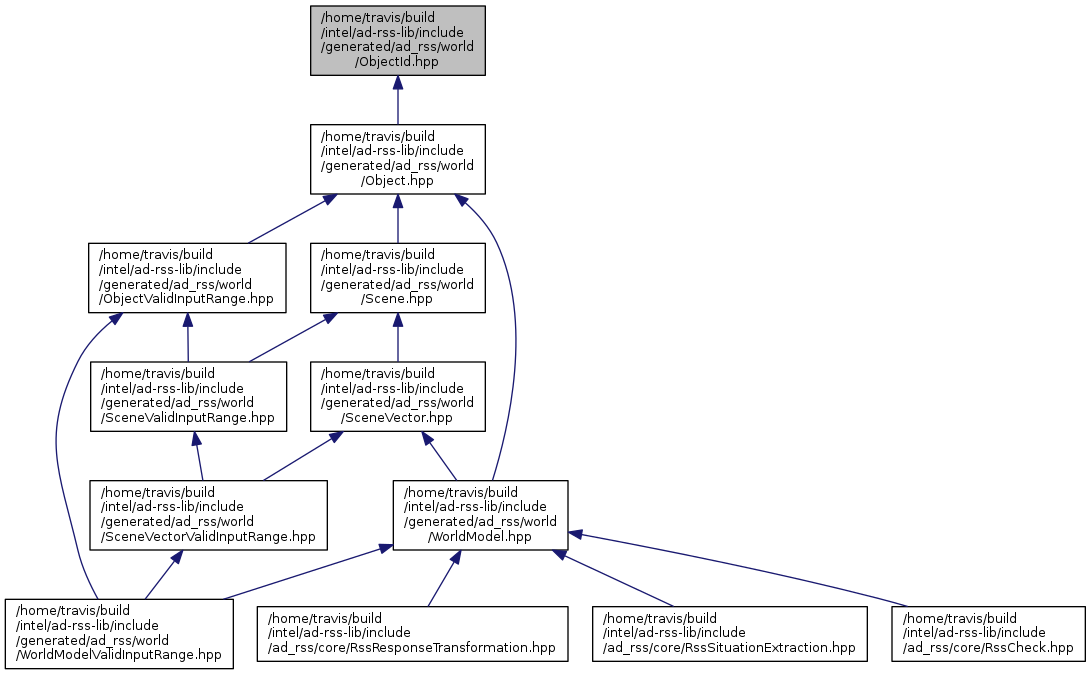 /home/travis/build
/intel/ad-rss-lib/include
/generated/ad_rss/world
/ObjectId.hpp
/home/travis/build
/intel/ad-rss-lib/include
/generated/ad_rss/world
/Object.hpp
/home/travis/build
/intel/ad-rss-lib/include
/generated/ad_rss/world
/ObjectValidInputRange.hpp
/home/travis/build
/intel/ad-rss-lib/include
/generated/ad_rss/world
/Scene.hpp
/home/travis/build
/intel/ad-rss-lib/include
/generated/ad_rss/world
/SceneValidInputRange.hpp
/home/travis/build
/intel/ad-rss-lib/include
/generated/ad_rss/world
/SceneVector.hpp
/home/travis/build
/intel/ad-rss-lib/include
/generated/ad_rss/world
/SceneVectorValidInputRange.hpp
/home/travis/build
/intel/ad-rss-lib/include
/generated/ad_rss/world
/WorldModel.hpp
/home/travis/build
/intel/ad-rss-lib/include
/generated/ad_rss/world
/WorldModelValidInputRange.hpp
/home/travis/build
/intel/ad-rss-lib/include
/ad_rss/core/RssResponseTransformation.hpp
/home/travis/build
/intel/ad-rss-lib/include
/ad_rss/core/RssSituationExtraction.hpp
/home/travis/build
/intel/ad-rss-lib/include
/ad_rss/core/RssCheck.hpp